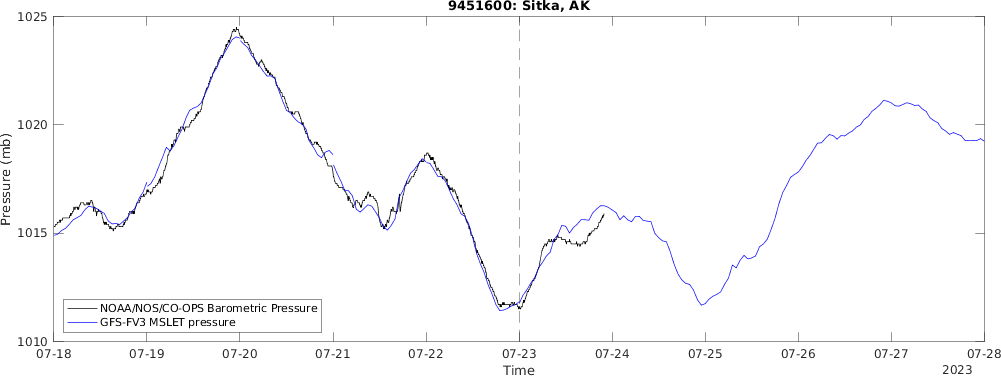 9451600: Sitka, AK
1025
1020
1015
1010
Pressure (mb)
NOAA/NOS/CO-OPS Barometric Pressure
GFS-FV3 MSLET pressure
07-18 07-19 07-20 07-21 07-22 07-23 07-24 07-25 07-26 07-27 07-28
Time
2023